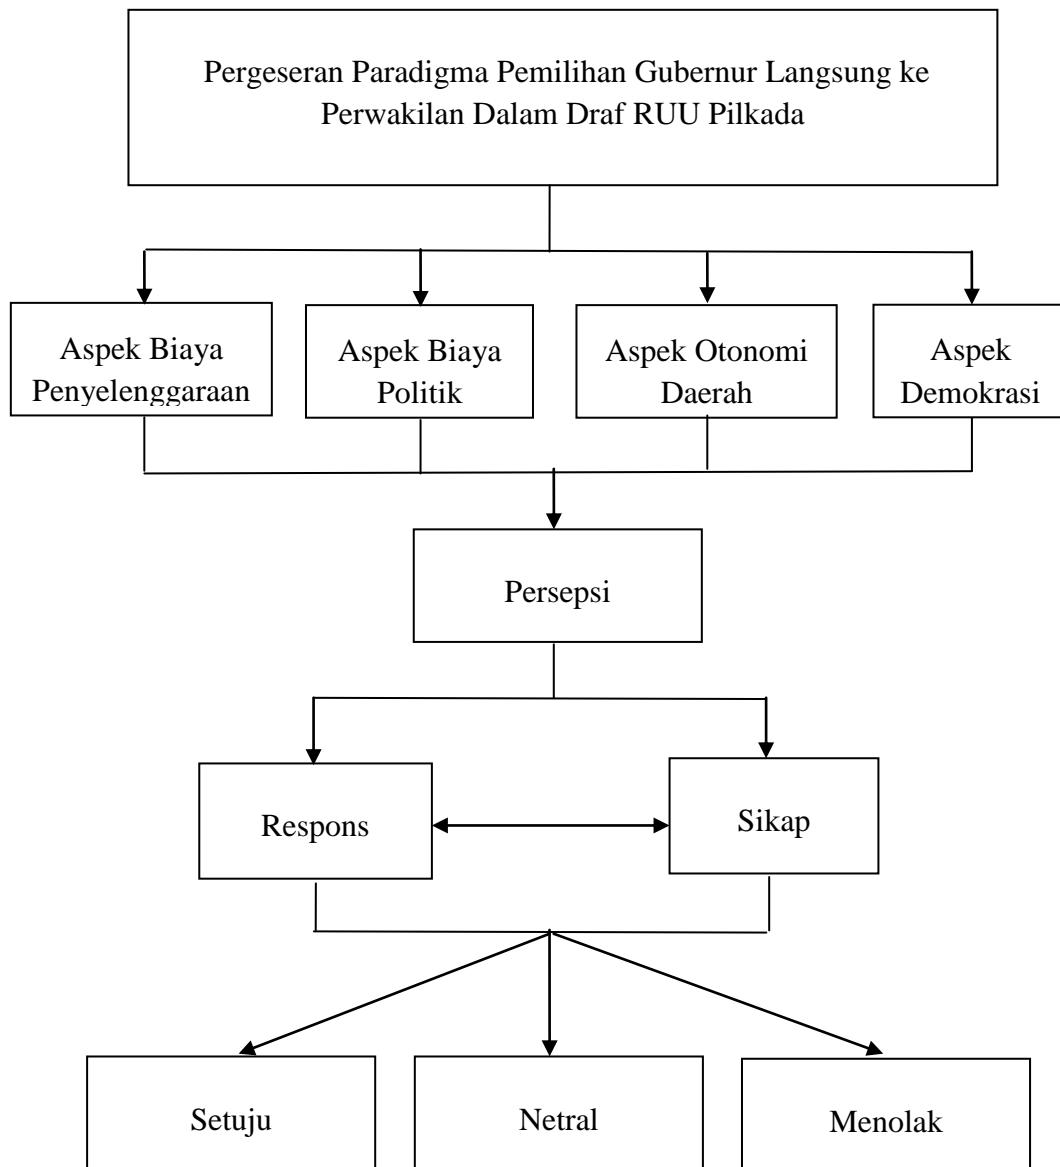 Pergeseran Paradigma Pemilihan Gubernur Langsung ke
Perwakilan Dalam Draf RUU Pilkada
Aspek Biaya
Penyelenggaraan
Aspek Biaya
Politik
Aspek Otonomi
Daerah
Aspek
Demokrasi
Persepsi
Respons
Sikap
Setuju
Netral
Menolak